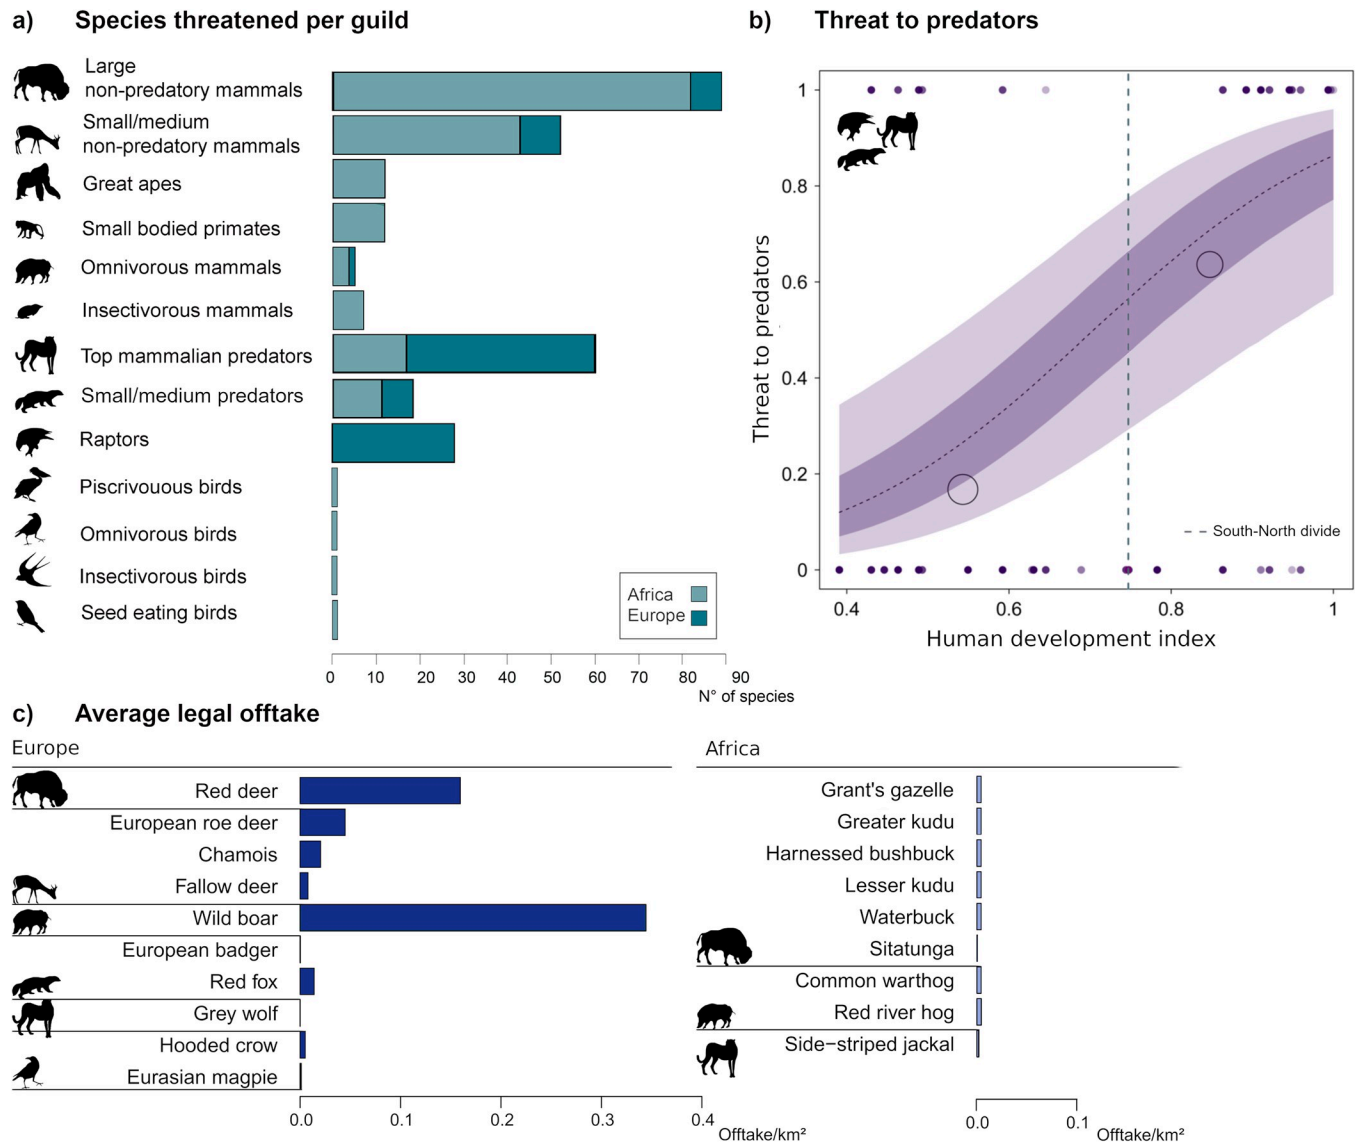 a) Species threatened per guild
Large
non-predatory mammals
Small/medium
non-predatory mammals
Great apes
Small bodied primates
Omnivorous mammals
Insectivorous mammals
Top mammalian predators
Small/medium predators
Raptors
Piscrivouous birds
Omnivorous birds
Insectivorous birds
Seed eating birds
Africa
Europe
0 10 20 30 40 50 60 80 80 90
N° of species
b) Threat to predators
Threat to predators
1
0.8
0.6
0.4
0.2
0
South-North divide
0.4 0.6 0.8 1
Human development index
c) Average legal offtake
Europe
Red deer
European roe deer
Chamois
Fallow deer
Wild boar
European badger
Red fox
Grey wolf
Hooded crow
Eurasian magpie
0.0 0.1 0.2 0.3 0.4
Offtake/km²
Africa
Grant's gazelle
Greater kudu
Harnessed bushbuck
Lesser kudu
Waterbuck
Sitatunga
Common warthog
Red river hog
Side−striped jackal
0.0 0.1
Offtake/km²